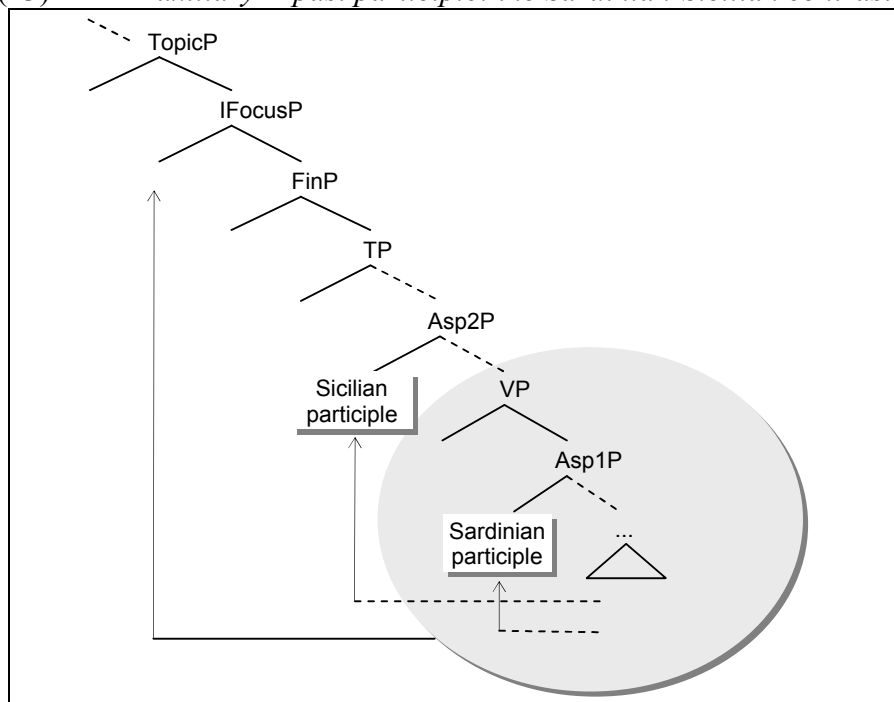 TopicP
IFocusP
FinP
TP
Asp2P
Sicilian
participle
VP
Asp1P
Sardinian
participle
...